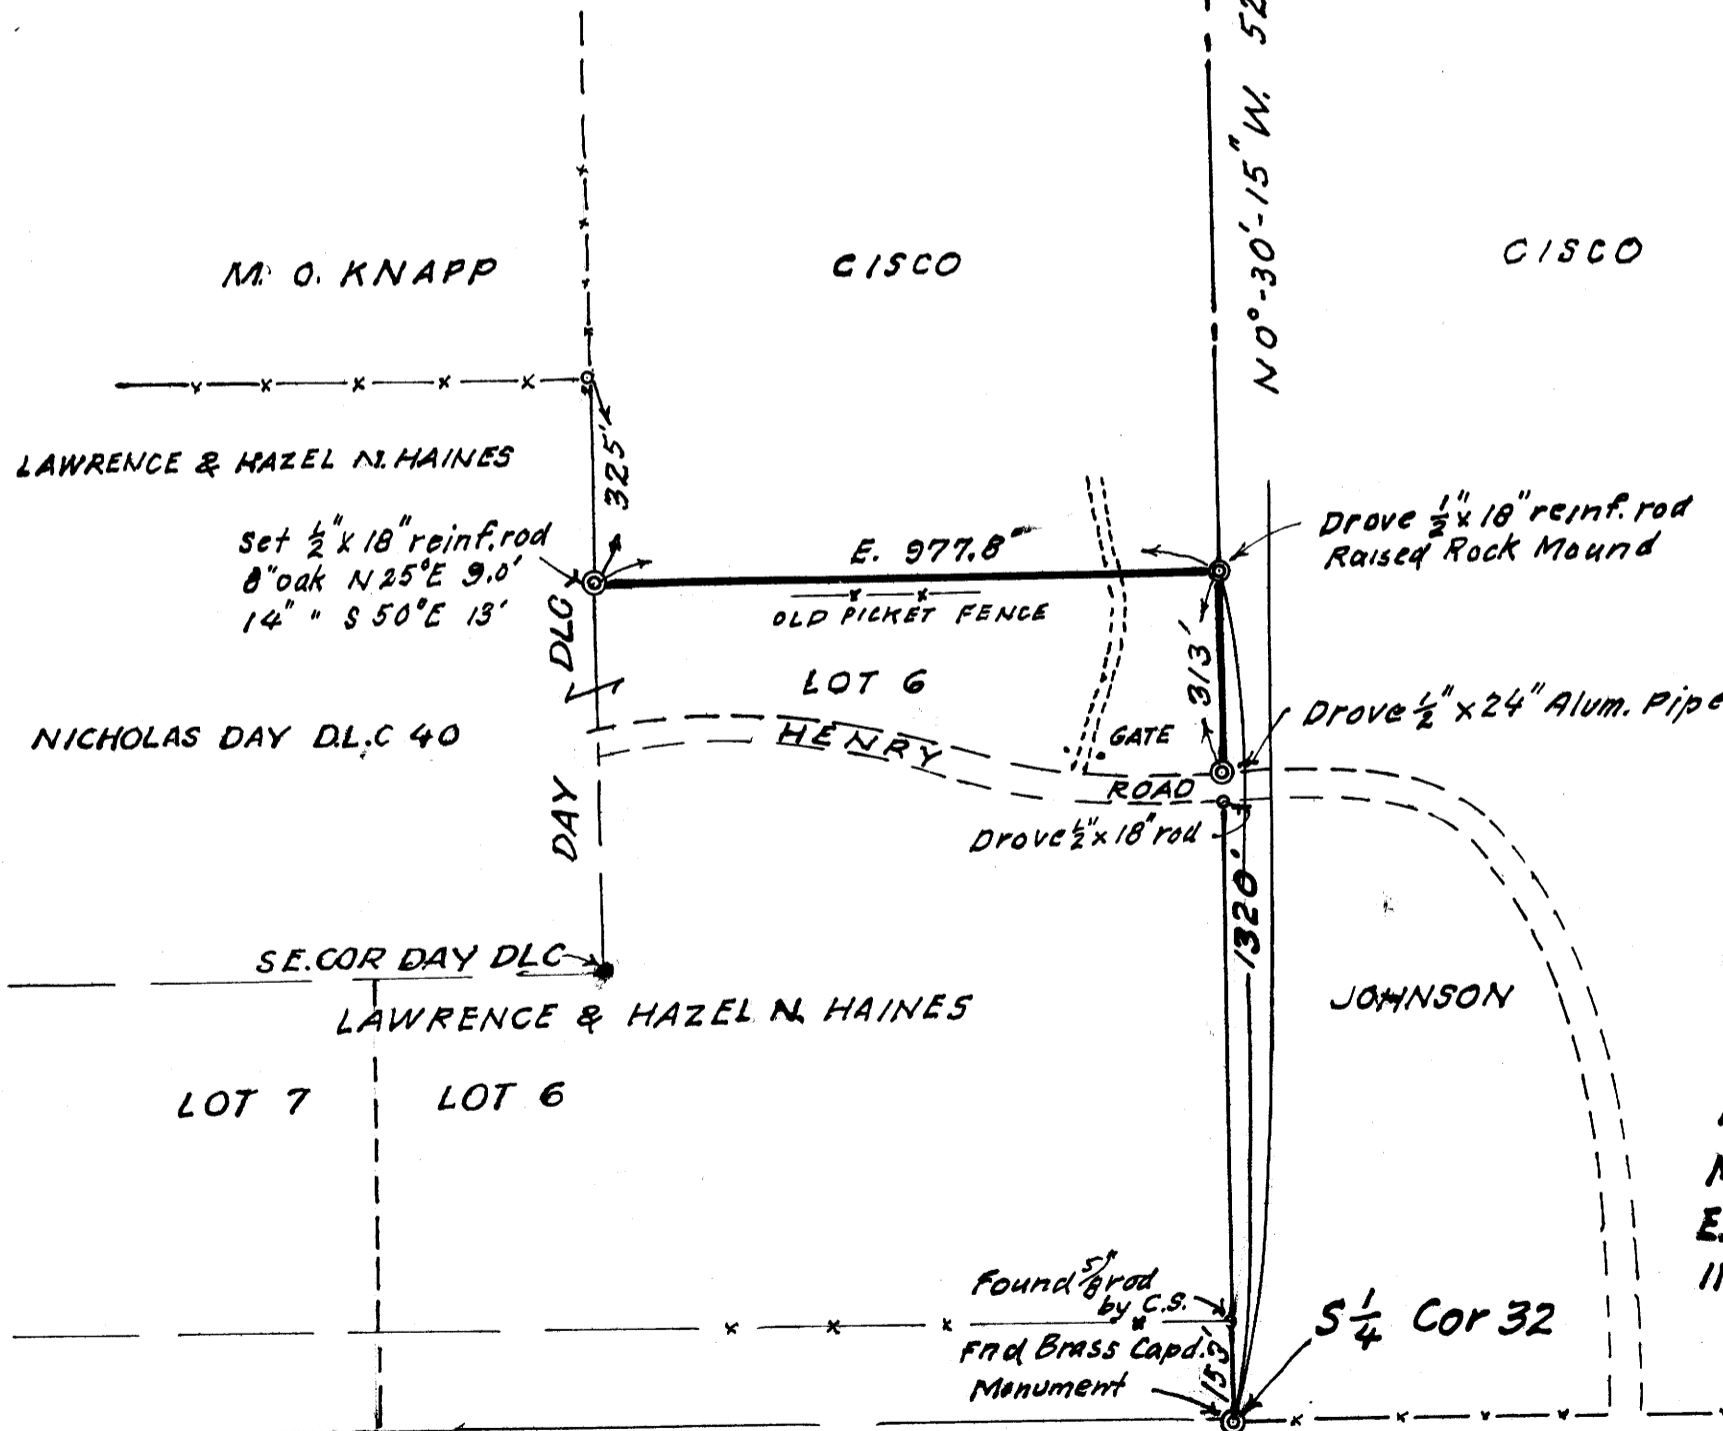 N 0°-30'-15" W. 52
M. O. KNAPP
CISCO
CISCO
LAWRENCE & HAZEL N. HAINES
325'
Set ½" x 18" reinf. rod
8" oak N 25°E 9.0'
14" " S 50°E 13'
E. 977.8'
OLD PICKET FENCE
Drove ½" x 18" reinf. rod
Raised Rock Mound
DAY DLC
LOT 6
313'
NICHOLAS DAY D.L.C 40
HENRY
GATE
ROAD
Drove ½" x 24" Alum. Pipe
Drove ½" x 18" rod
1320'
SE. COR DAY DLC
LAWRENCE & HAZEL N. HAINES
JOHNSON
LOT 7
LOT 6
Found 5/8" rod
by C.S.
Fnd Brass Capd.
Monument
153'
S ¼ Cor 32